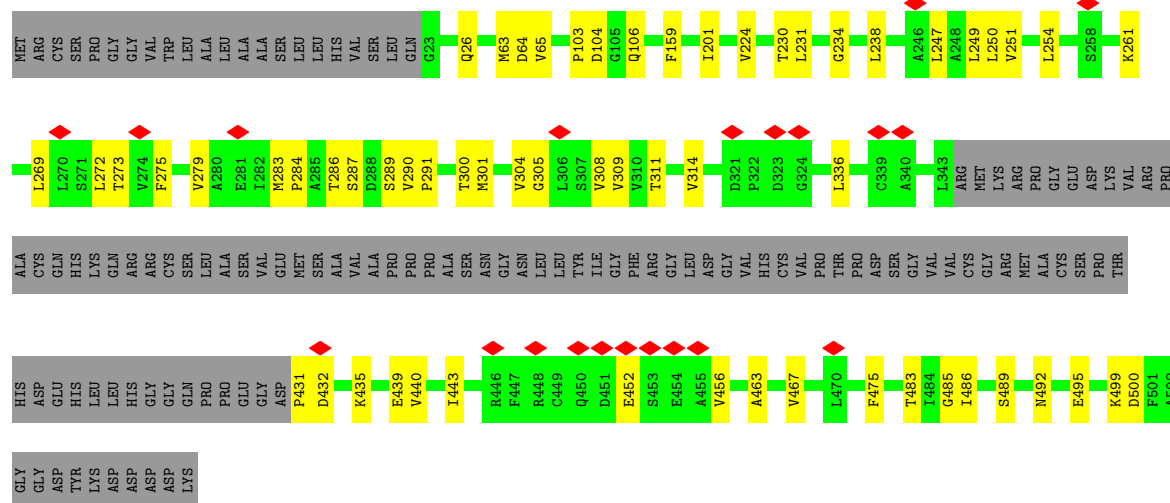 MET ARG CYS SER PRO GLY GLY VAL TRP LEU ALA LEU ALA ALA SER LEU LEU HIS VAL SER LEU GLN G23 Q26 M63 D64 V65 P103 D104 G105 Q106 F159 I201 V224 T230 L231 G234 L238 A246 L247 A248 L249 L250 V251 L254 S258 K261
L269 L270 S271 L272 T273 V274 F275 V279 A280 E281 I282 M283 P284 A285 T286 S287 D288 S289 V290 P291 T300 M301 V304 G305 L306 S307 V308 V309 V310 T311 V314 D321 P322 D323 G324 L336 C339 A340 L343 ARG MET LYS ARG PRO GLY GLU ASP LYS VAL ARG PRO
ALA CYS GLN HIS LYS GLN ARG ARG CYS SER LEU ALA SER VAL GLU MET SER ALA VAL ALA PRO PRO PRO ALA SER ASN GLY ASN LEU LEU TYR ILE GLY PHE ARG GLY LEU ASP GLY VAL HIS CYS VAL PRO THR PRO ASP SER GLY VAL VAL CYS GLY ARG MET ALA CYS SER PRO THR
HIS ASP GLU HIS LEU LEU HIS GLY GLY GLN PRO PRO GLU GLY ASP P431 D432 K435 E439 V440 I443 R446 F447 R448 C449 Q450 D451 E452 S453 E454 A455 V456 A463 V467 L470 F475 T483 I484 G485 I486 S489 N492 E495 K499 D500 F501
GLY GLY ASP TYR LYS ASP ASP ASP ASP LYS